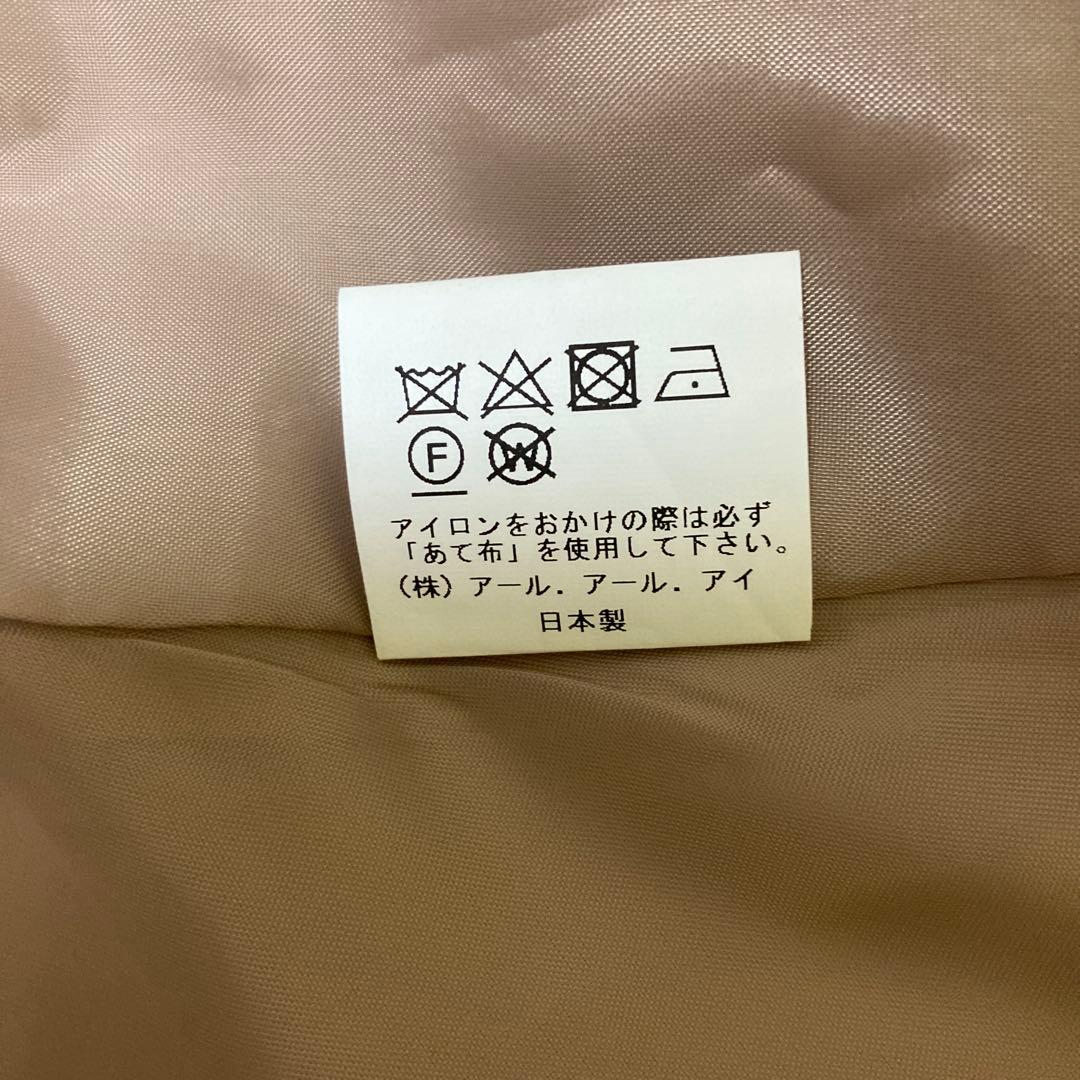 F W
アイロンをおかけの際は必ず
「あて布」を使用して下さい。
(株)アール．アール．アイ
日本製